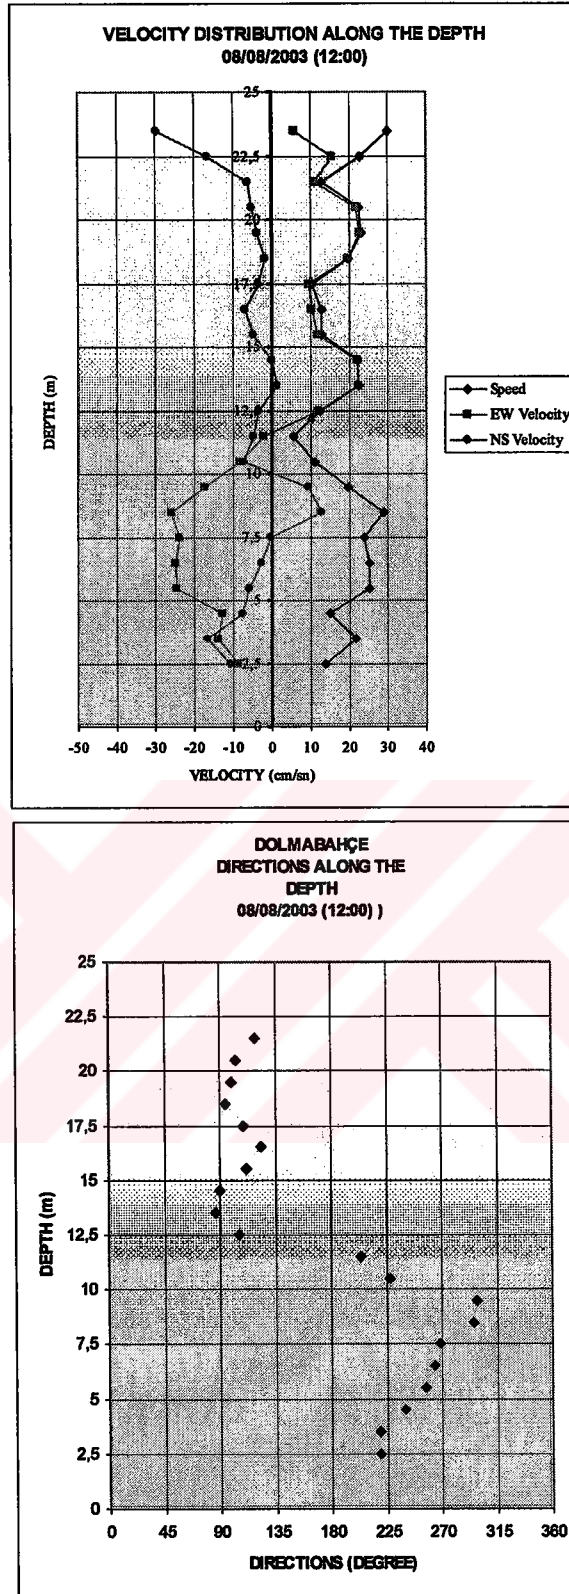 VELOCITY DISTRIBUTION ALONG THE DEPTH
08/08/2003 (12:00)
25
22,5
20
17,5
15
12,5
10
7,5
5
2,5
0
DEPTH (m)
-50 -40 -30 -20 -10 0 10 20 30 40
VELOCITY (cm/sn)
Speed
EW Velocity
NS Velocity
DOLMABAHÇE
DIRECTIONS ALONG THE
DEPTH
08/08/2003 (12:00) )
25
22,5
20
17,5
15
12,5
10
7,5
5
2,5
0
DEPTH (m)
0 45 90 135 180 225 270 315 360
DIRECTIONS (DEGREE)